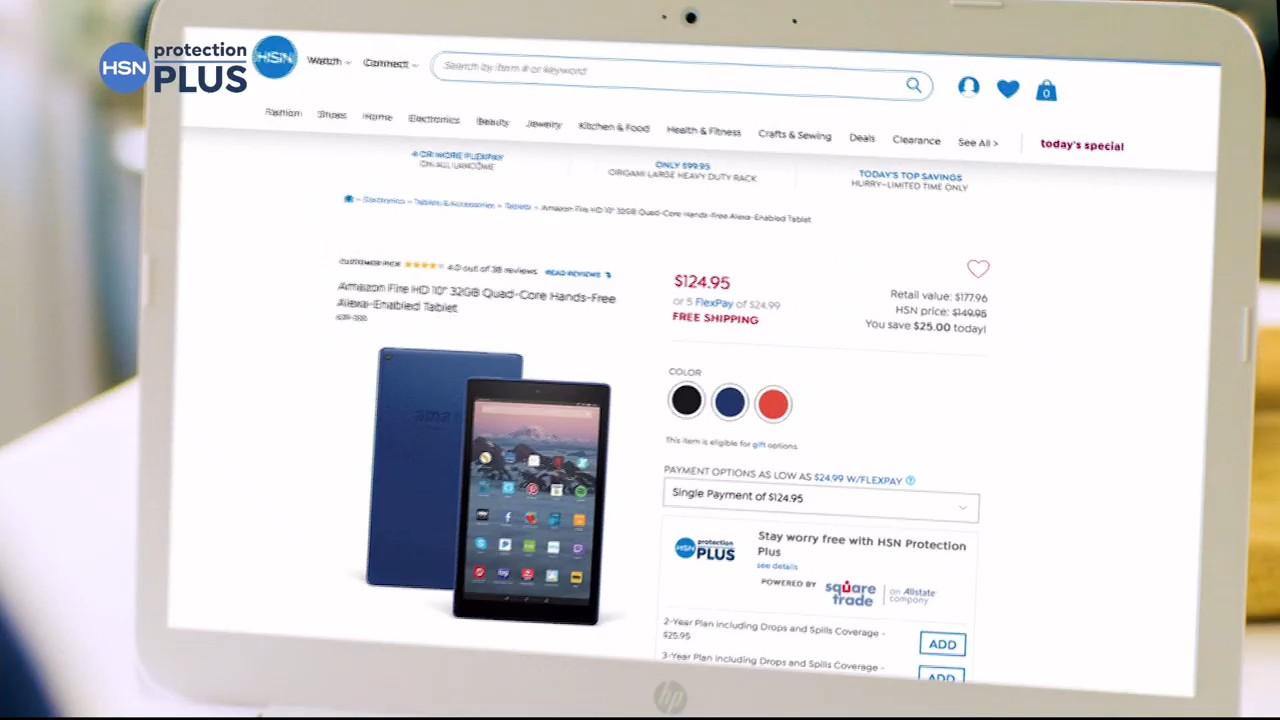 HSN protection PLUS
HSN
Watch
Connect
Search by item # or keyword
0
Fashion
Shoes
Home
Electronics
Beauty
Jewelry
Kitchen & Food
Health & Fitness
Crafts & Sewing
Deals
Clearance
See All >
today's special
4 OR MORE FLEXPAY
ON ALL LANCOME
ONLY $99.95
ORIGAMI LARGE HEAVY DUTY RACK
TODAY'S TOP SAVINGS
HURRY-LIMITED TIME ONLY
Electronics > Tablets & Accessories > Tablets > Amazon Fire HD 10" 32GB Quad-Core Hands-Free Alexa-Enabled Tablet
CUSTOMER PICK
4.0 out of 38 reviews
READ REVIEWS
Amazon Fire HD 10" 32GB Quad-Core Hands-Free
Alexa-Enabled Tablet
$124.95
or 5 FlexPay of $24.99
FREE SHIPPING
Retail value: $177.96
HSN price: $149.95
You save $25.00 today!
COLOR
This item is eligible for gift options.
PAYMENT OPTIONS AS LOW AS $24.99 W/FLEXPAY ?
Single Payment of $124.95
HSN protection PLUS
Stay worry free with HSN Protection
Plus
see details
POWERED BY
square trade
an Allstate company
2-Year Plan including Drops and Spills Coverage -
$25.95
ADD
3-Year Plan including Drops and Spills Coverage -
ADD
hp